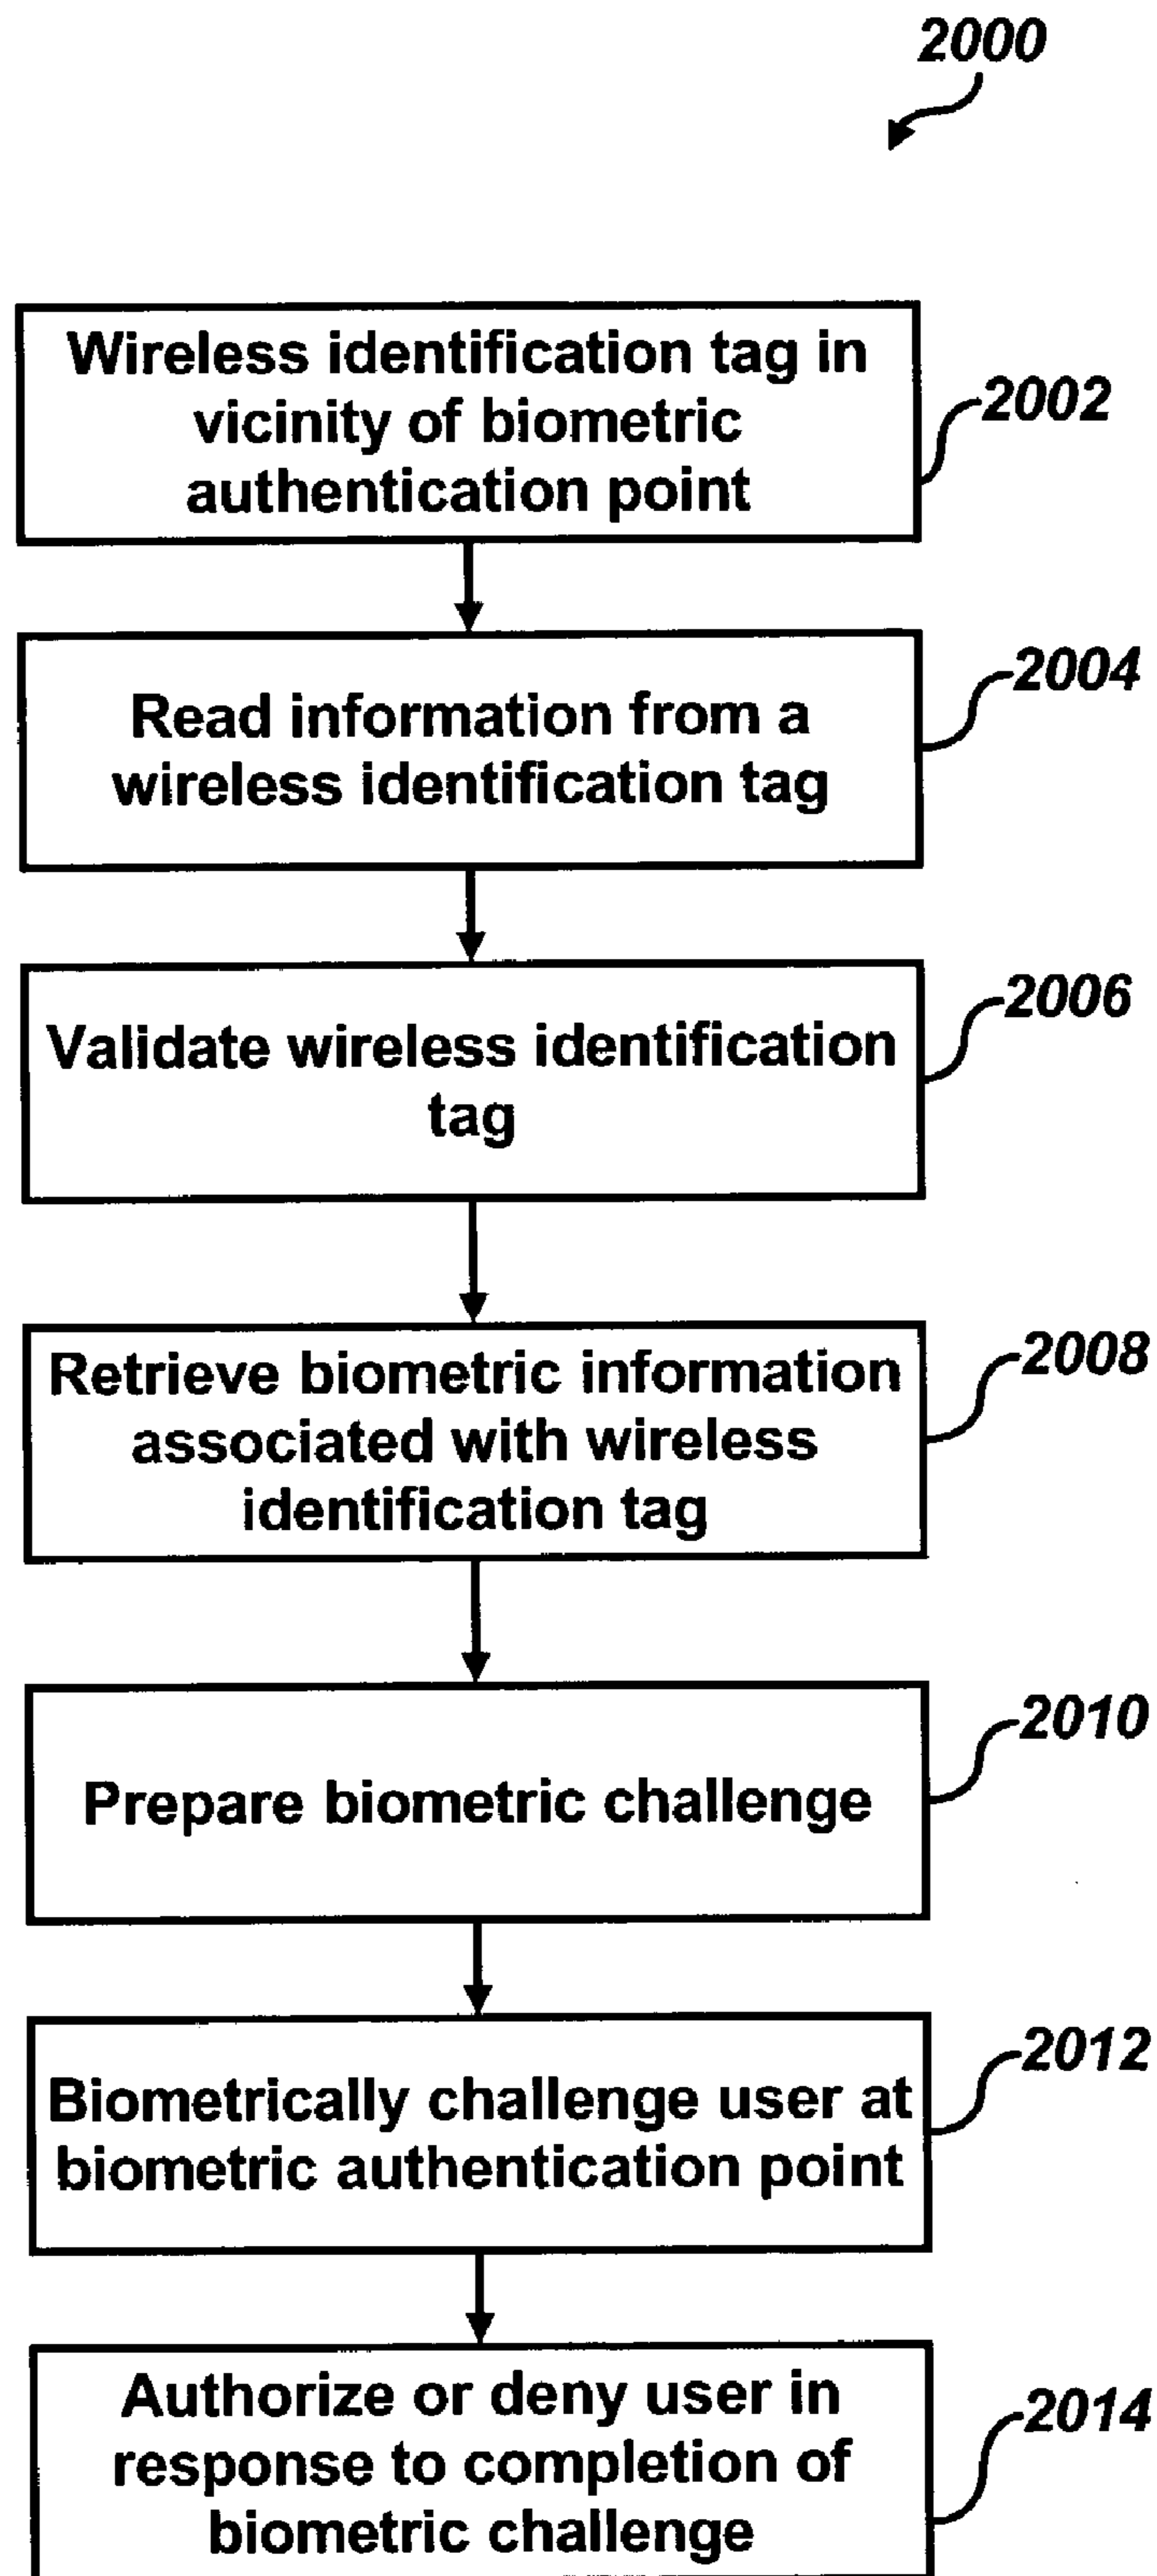 2000
Wireless identification tag in
vicinity of biometric
authentication point
2002
Read information from a
wireless identification tag
2004
Validate wireless identification
tag
2006
Retrieve biometric information
associated with wireless
identification tag
2008
Prepare biometric challenge
2010
Biometrically challenge user at
biometric authentication point
2012
Authorize or deny user in
response to completion of
biometric challenge
2014